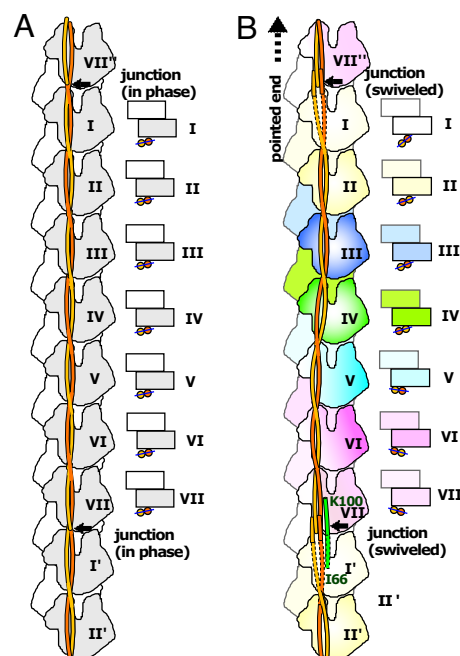 A
VII''
junction
(in phase)
I
I
II
II
III
III
IV
IV
V
V
VI
VI
VII
VII
junction
(in phase)
I'
II'
B
pointed end
VII''
junction
(swiveled)
I
I
II
II
III
III
IV
IV
V
V
VI
VI
K100
VII
VII
junction
(swiveled)
I'
I66
II'
II'